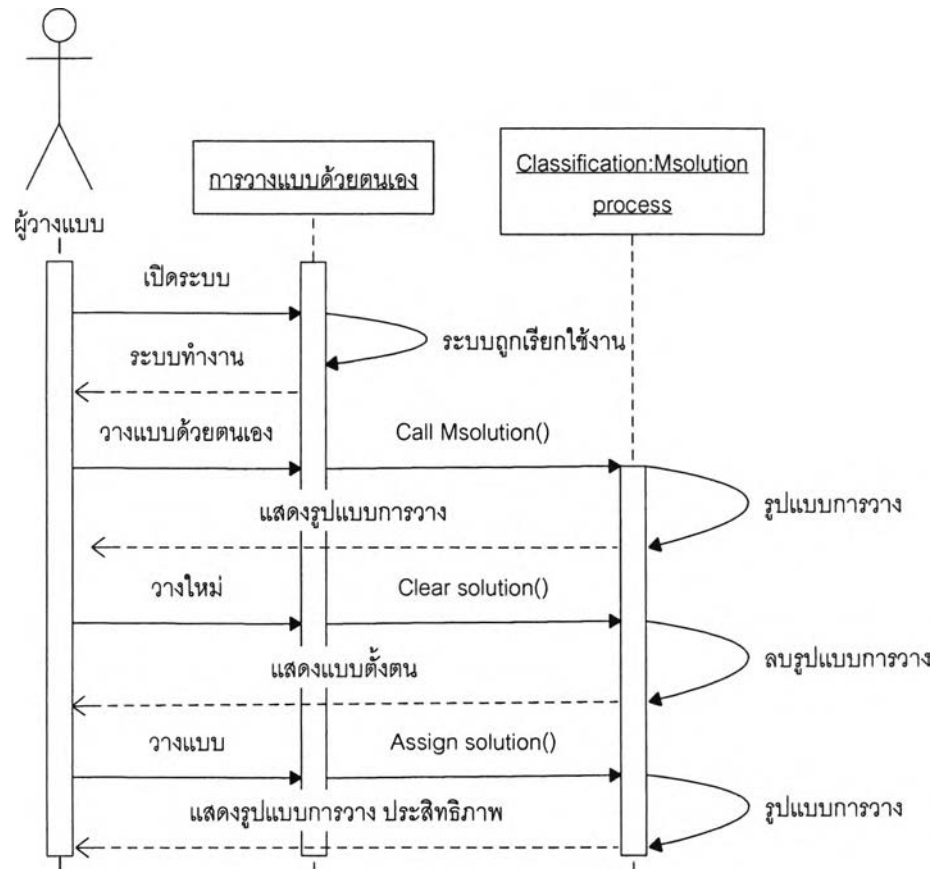 การวางแบบด้วยตนเอง
Classification:Msolution
process
ผู้วางแบบ
เปิดระบบ
ระบบถูกเรียกใช้งาน
ระบบทำงาน
วางแบบด้วยตนเอง
Call Msolution()
แสดงรูปแบบการวาง
รูปแบบการวาง
วางใหม่
Clear solution()
แสดงแบบตั้งตน
ลบรูปแบบการวาง
วางแบบ
Assign solution()
แสดงรูปแบบการวาง ประสิทธิภาพ
รูปแบบการวาง